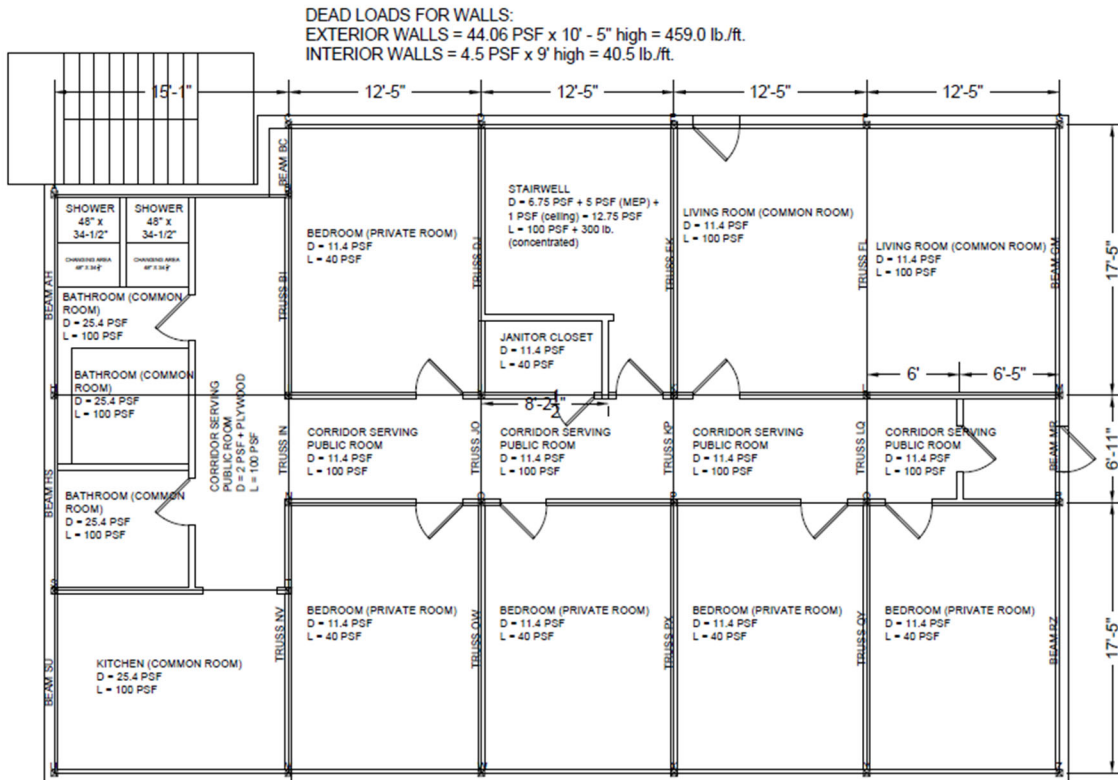 DEAD LOADS FOR WALLS:
EXTERIOR WALLS = 44.06 PSF x 10' - 5" high = 459.0 lb./ft.
INTERIOR WALLS = 4.5 PSF x 9' high = 40.5 lb./ft.
15'-1"
12'-5"
12'-5"
12'-5"
12'-5"
BEAM BC
SHOWER
48" x
34-1/2"
SHOWER
48" x
34-1/2"
CHANGING AREA
CHANGING AREA
BEAM AH
BATHROOM (COMMON
ROOM)
D = 25.4 PSF
L = 100 PSF
BATHROOM (COMMON
ROOM)
D = 25.4 PSF
L = 100 PSF
BATHROOM (COMMON
ROOM)
D = 25.4 PSF
L = 100 PSF
BEAM HS
CORRIDOR SERVING
PUBLIC ROOM
D = 2 PSF + PLYWOOD
L = 100 PSF
TRUSS BI
BEDROOM (PRIVATE ROOM)
D = 11.4 PSF
L = 40 PSF
TRUSS DJ
STAIRWELL
D = 6.75 PSF + 5 PSF (MEP) +
1 PSF (ceiling) = 12.75 PSF
L = 100 PSF + 300 lb.
(concentrated)
JANITOR CLOSET
D = 11.4 PSF
L = 40 PSF
TRUSS EK
LIVING ROOM (COMMON ROOM)
D = 11.4 PSF
L = 100 PSF
TRUSS FL
LIVING ROOM (COMMON ROOM)
D = 11.4 PSF
L = 100 PSF
BEAM GM
17'-5"
8'-2 1/2"
6'
6'-5"
TRUSS IN
CORRIDOR SERVING
PUBLIC ROOM
D = 11.4 PSF
L = 100 PSF
TRUSS JO
CORRIDOR SERVING
PUBLIC ROOM
D = 11.4 PSF
L = 100 PSF
TRUSS KP
CORRIDOR SERVING
PUBLIC ROOM
D = 11.4 PSF
L = 100 PSF
TRUSS LQ
CORRIDOR SERVING
PUBLIC ROOM
D = 11.4 PSF
L = 100 PSF
BEAM MR
6'-11"
BEAM SU
KITCHEN (COMMON ROOM)
D = 25.4 PSF
L = 100 PSF
TRUSS NV
BEDROOM (PRIVATE ROOM)
D = 11.4 PSF
L = 40 PSF
TRUSS OW
BEDROOM (PRIVATE ROOM)
D = 11.4 PSF
L = 40 PSF
TRUSS PX
BEDROOM (PRIVATE ROOM)
D = 11.4 PSF
L = 40 PSF
TRUSS QY
BEDROOM (PRIVATE ROOM)
D = 11.4 PSF
L = 40 PSF
BEAM RZ
17'-5"